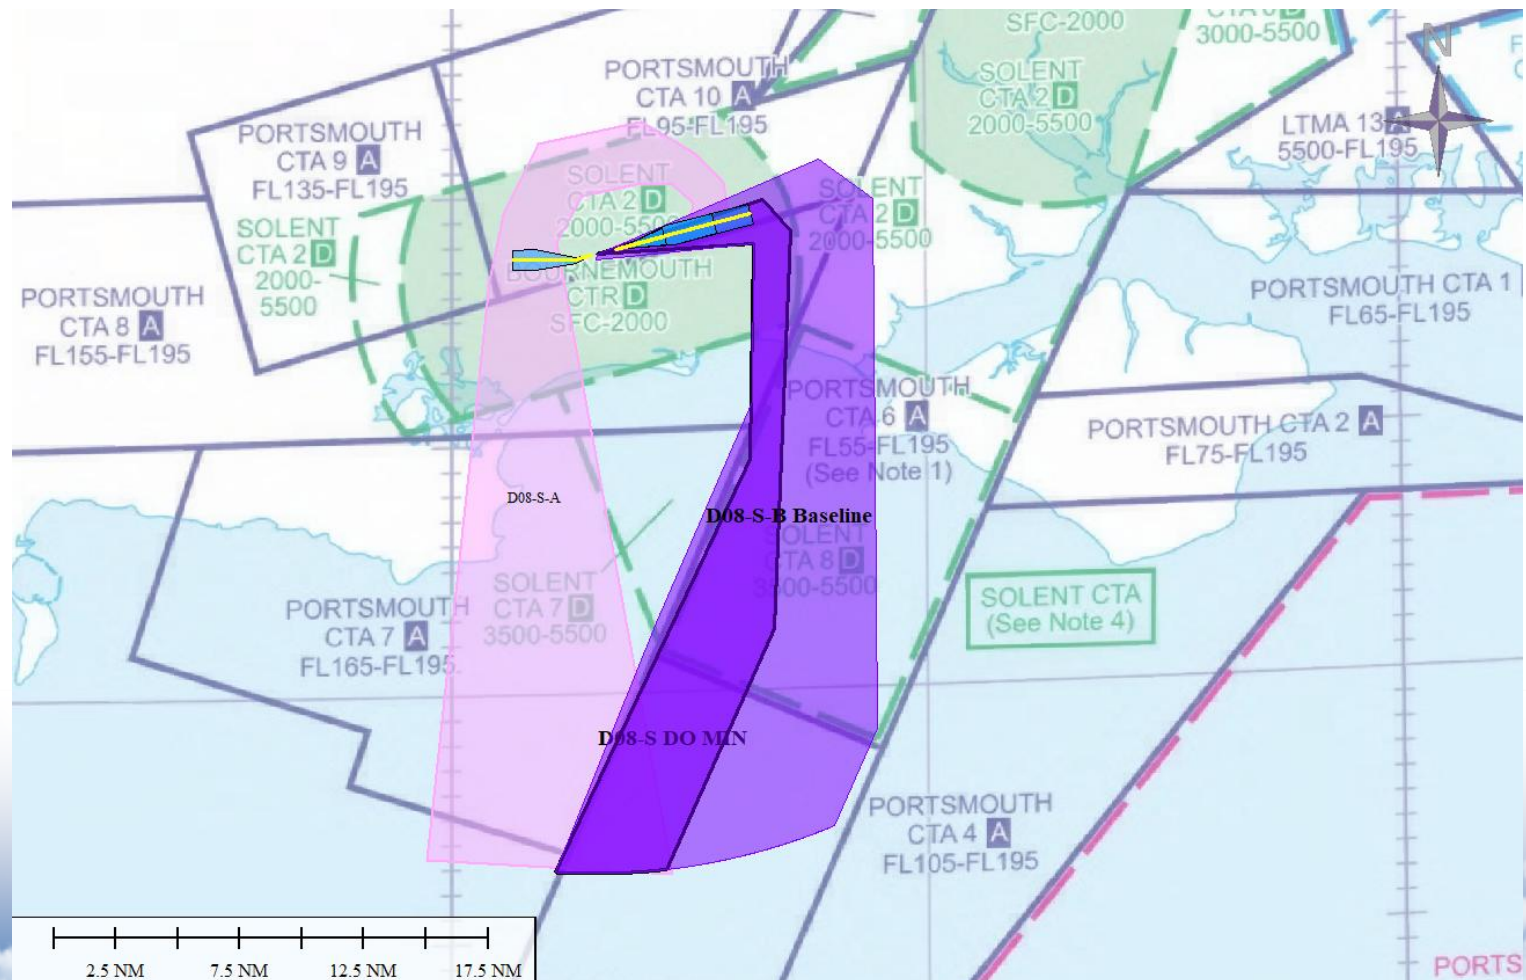 SFC-2000
CTA 6 D
3000-5500
N
PORTSMOUTH
CTA 10 A
FL95-FL195
SOLENT
CTA 2 D
2000-5500
LTMA 13 A
5500-FL195
PORTSMOUTH
CTA 9 A
FL135-FL195
SOLENT
CTA 2 D
2000-5500
SOLENT
CTA 2 D
2000-5500
SOLENT
CTA 2 D
2000-
5500
BOURNEMOUTH
CTR D
SFC-2000
PORTSMOUTH
CTA 8 A
FL155-FL195
PORTSMOUTH CTA 1
FL65-FL195
PORTSMOUTH
CTA 6 A
FL55-FL195
(See Note 1)
PORTSMOUTH CTA 2 A
FL75-FL195
D08-S-A
D08-S-B Baseline
SOLENT
CTA 8 D
3500-5500
SOLENT
CTA 7 D
3500-5500
SOLENT CTA
(See Note 4)
PORTSMOUTH
CTA 7 A
FL165-FL195
D08-S DO MIN
PORTSMOUTH
CTA 4 A
FL105-FL195
2.5 NM 7.5 NM 12.5 NM 17.5 NM
PORTS